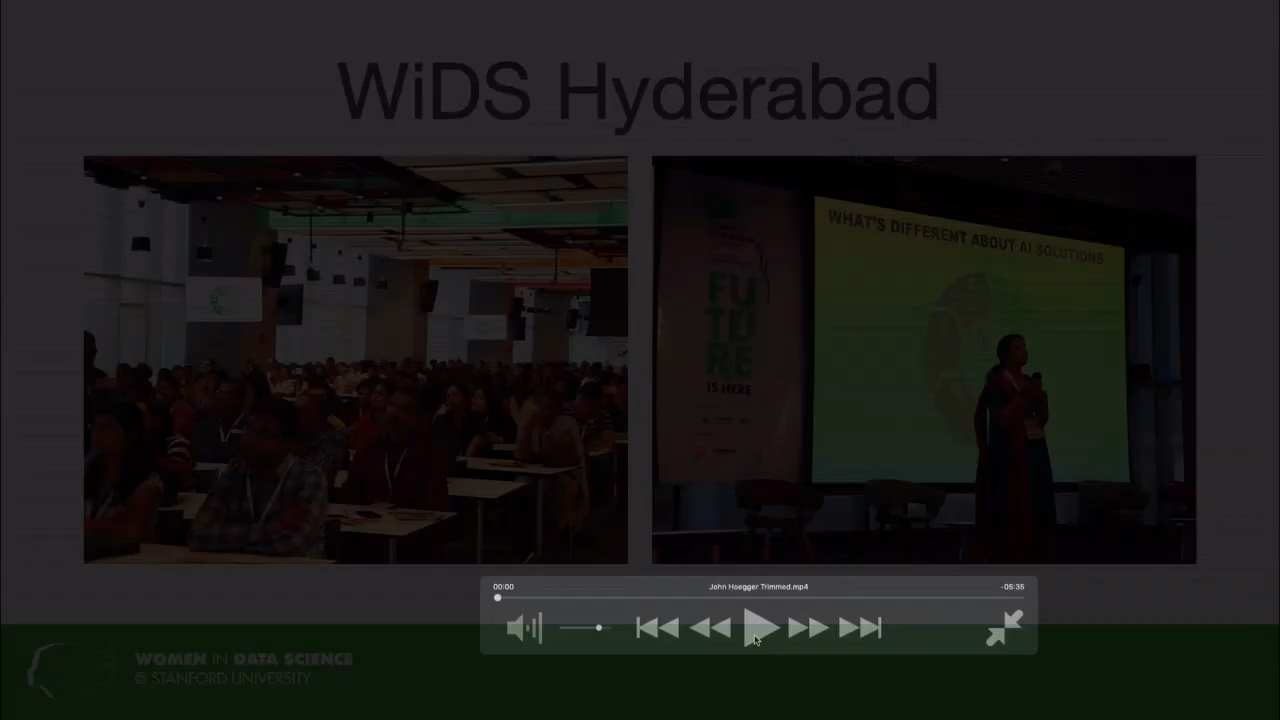 WiDS Hyderabad
WHAT'S DIFFERENT ABOUT AI SOLUTIONS
FU
TU
RE
IS HERE
00:00
John Hoegger Trimmed.mp4
-05:35
WOMEN IN DATA SCIENCE
@ STANFORD UNIVERSITY